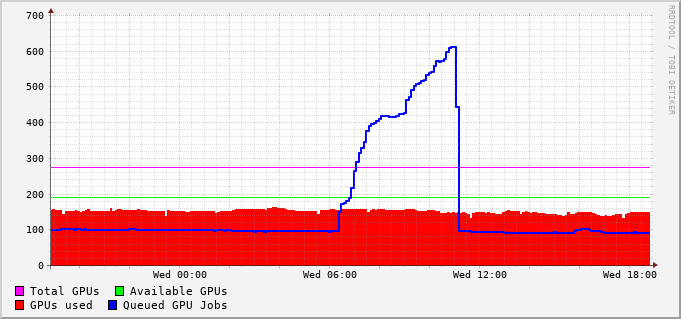 700
600
500
400
300
200
100
0
Wed 00:00 Wed 06:00 Wed 12:00 Wed 18:00
Total GPUs Available GPUs
GPUs used Queued GPU Jobs
RRDTOOL / TOBI OETIKER